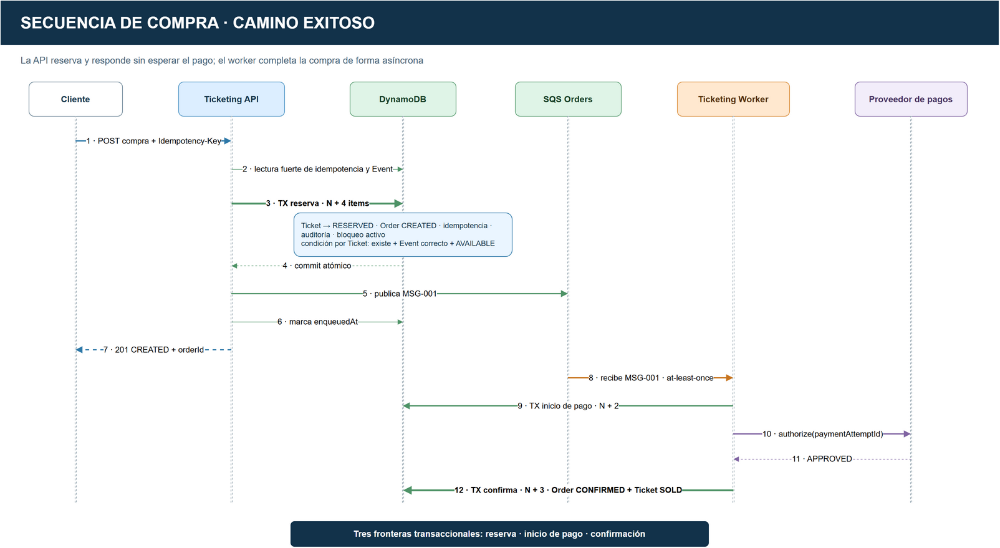 SECUENCIA DE COMPRA · CAMINO EXITOSO
La API reserva y responde sin esperar el pago; el worker completa la compra de forma asíncrona
Cliente
Ticketing API
DynamoDB
SQS Orders
Ticketing Worker
Proveedor de pagos
1 · POST compra + Idempotency-Key
2 · lectura fuerte de idempotencia y Event
3 · TX reserva · N + 4 items
Ticket → RESERVED · Order CREATED · idempotencia ·
auditoría · bloqueo activo
condición por Ticket: existe + Event correcto + AVAILABLE
4 · commit atómico
5 · publica MSG-001
6 · marca enqueuedAt
7 · 201 CREATED + orderId
8 · recibe MSG-001 · at-least-once
9 · TX inicio de pago · N + 2
10 · authorize(paymentAttemptId)
11 · APPROVED
12 · TX confirma · N + 3 · Order CONFIRMED + Ticket SOLD
Tres fronteras transaccionales: reserva · inicio de pago · confirmación